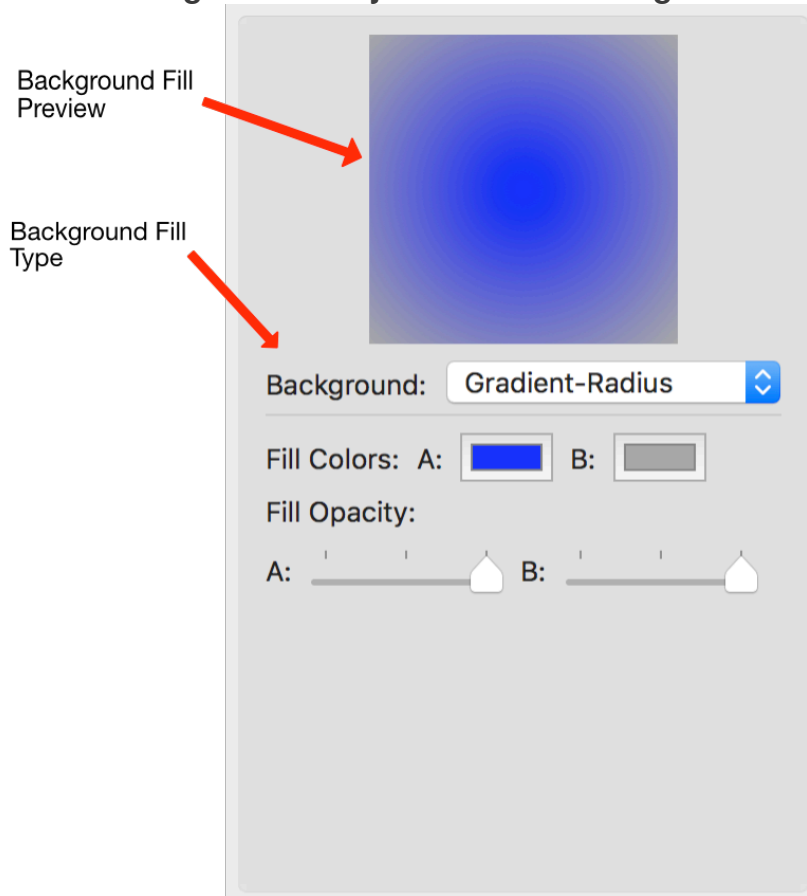 Background Fill
Preview
Background Fill
Type
Background: Gradient-Radius
Fill Colors: A: B:
Fill Opacity:
A: B: